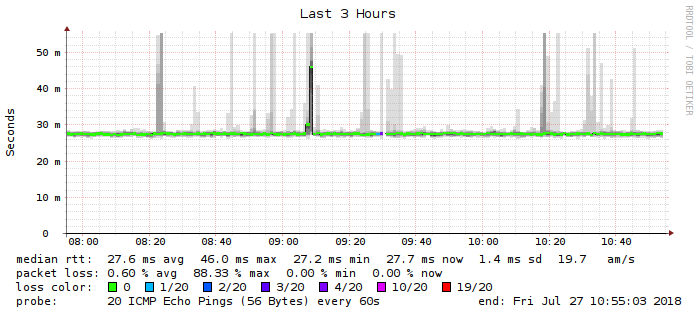 Last 3 Hours
RRDTOOL / TOBI OETIKER
Seconds
50 m
40 m
30 m
20 m
10 m
0
08:00 08:20 08:40 09:00 09:20 09:40 10:00 10:20 10:40
median rtt: 27.6 ms avg 46.0 ms max 27.2 ms min 27.7 ms now 1.4 ms sd 19.7 am/s
packet loss: 0.60 % avg 88.33 % max 0.00 % min 0.00 % now
loss color: 0 1/20 2/20 3/20 4/20 10/20 19/20
probe: 20 ICMP Echo Pings (56 Bytes) every 60s end: Fri Jul 27 10:55:03 2018